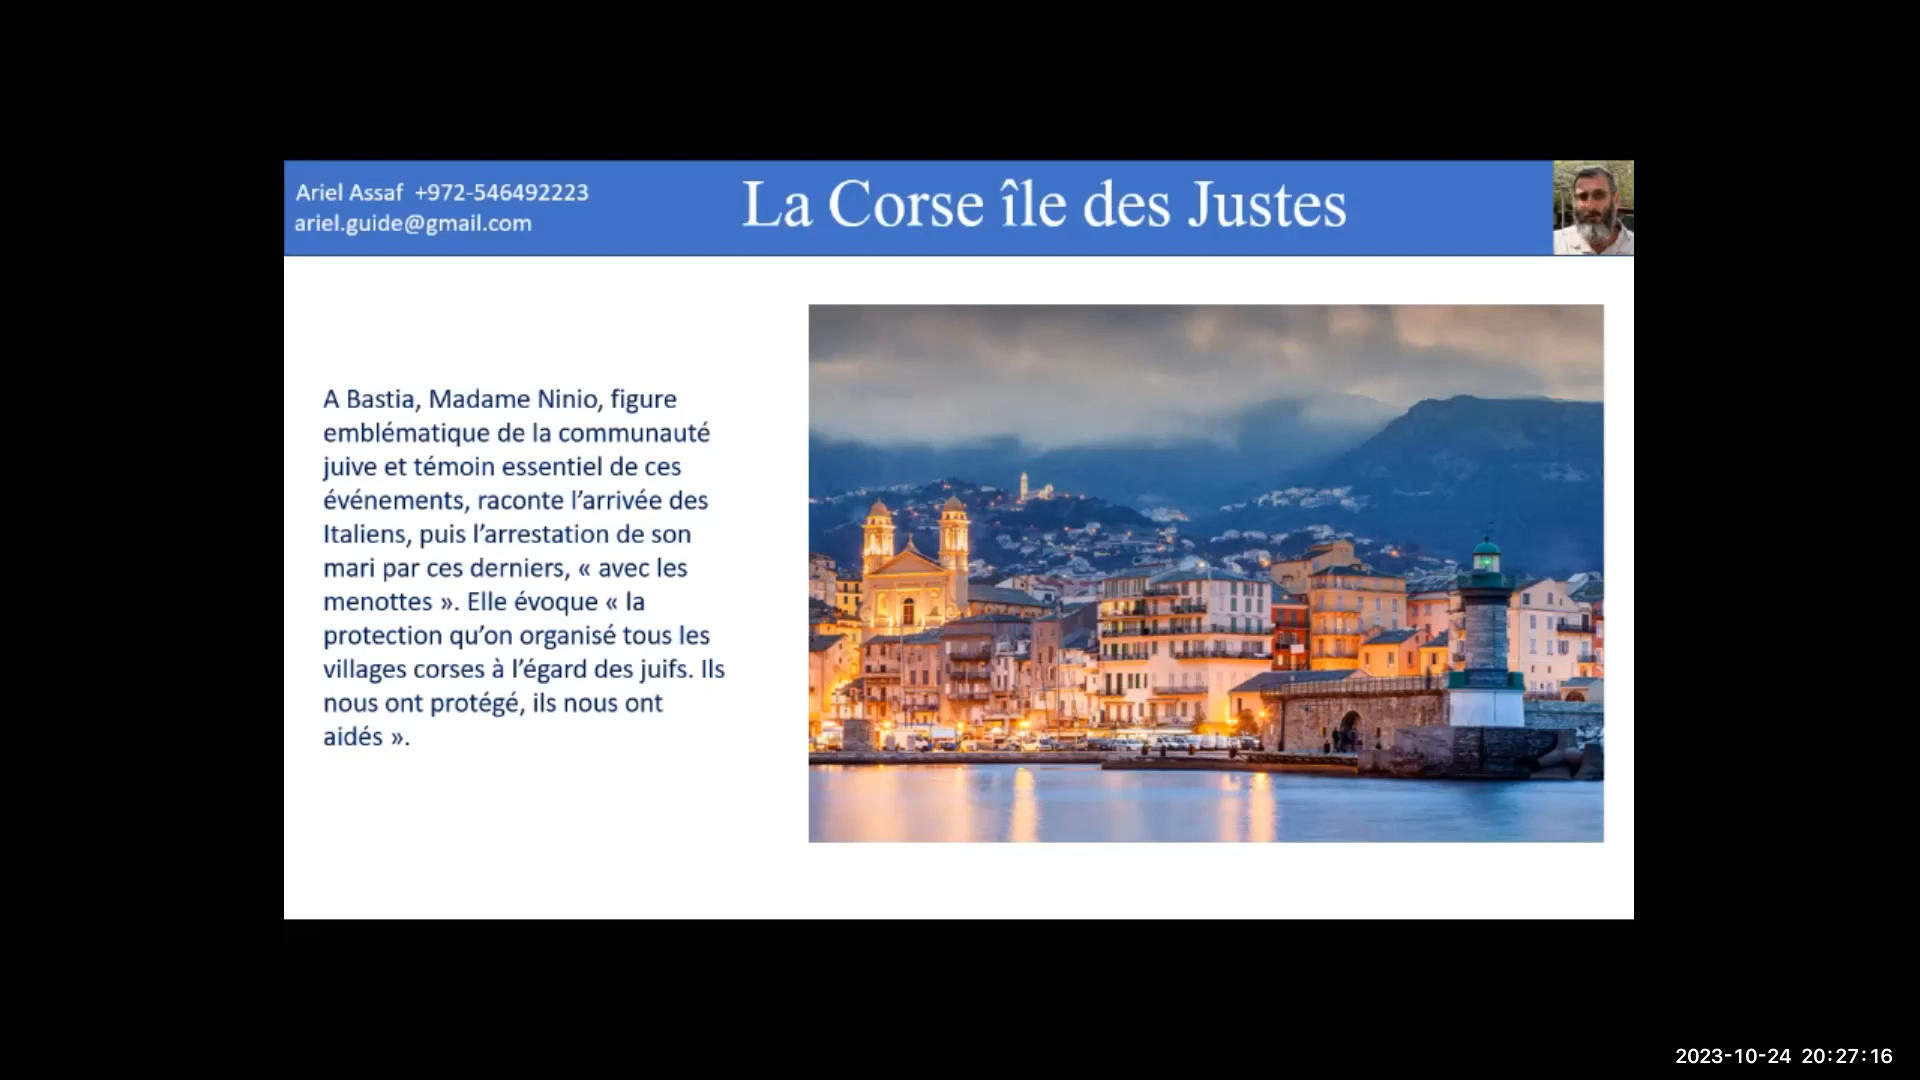 Ariel Assaf +972-546492223
ariel.guide@gmail.com
La Corse île des Justes
A Bastia, Madame Ninio, figure
emblématique de la communauté
juive et témoin essentiel de ces
événements, raconte l’arrivée des
Italiens, puis l’arrestation de son
mari par ces derniers, « avec les
menottes ». Elle évoque « la
protection qu’on organisé tous les
villages corses à l’égard des juifs. Ils
nous ont protégé, ils nous ont
aidés ».
2023-10-24 20:27:16